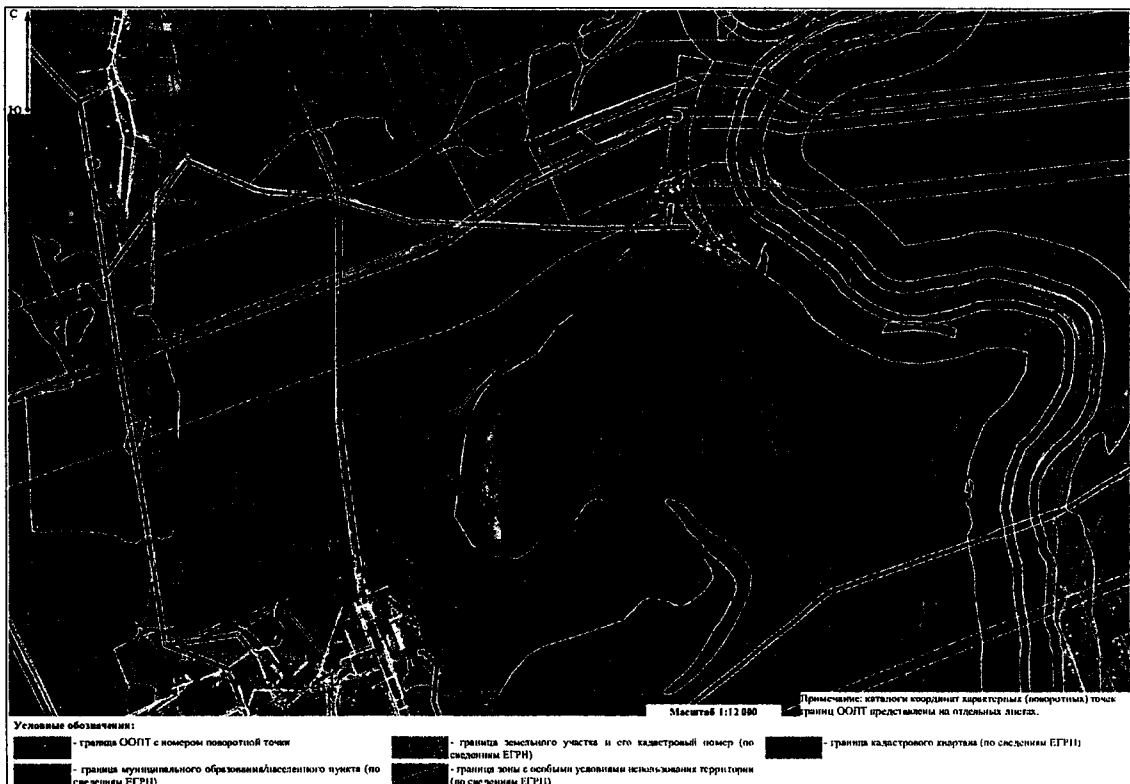 С
Ю
Масштаб 1:12 000
Примечание: каталоги координат характерных (поворотных) точек
границ ООПТ представлены на отдельных листах.
Условные обозначения:
- граница ООПТ с номером поворотной точки
- граница муниципального образования/населенного пункта (по
сведениям ЕГРН)
- граница земельного участка и его кадастровый номер (по
сведениям ЕГРН)
- граница зоны с особыми условиями использования территории
(по сведениям ЕГРН)
- граница кадастрового квартала (по сведениям ЕГРН)